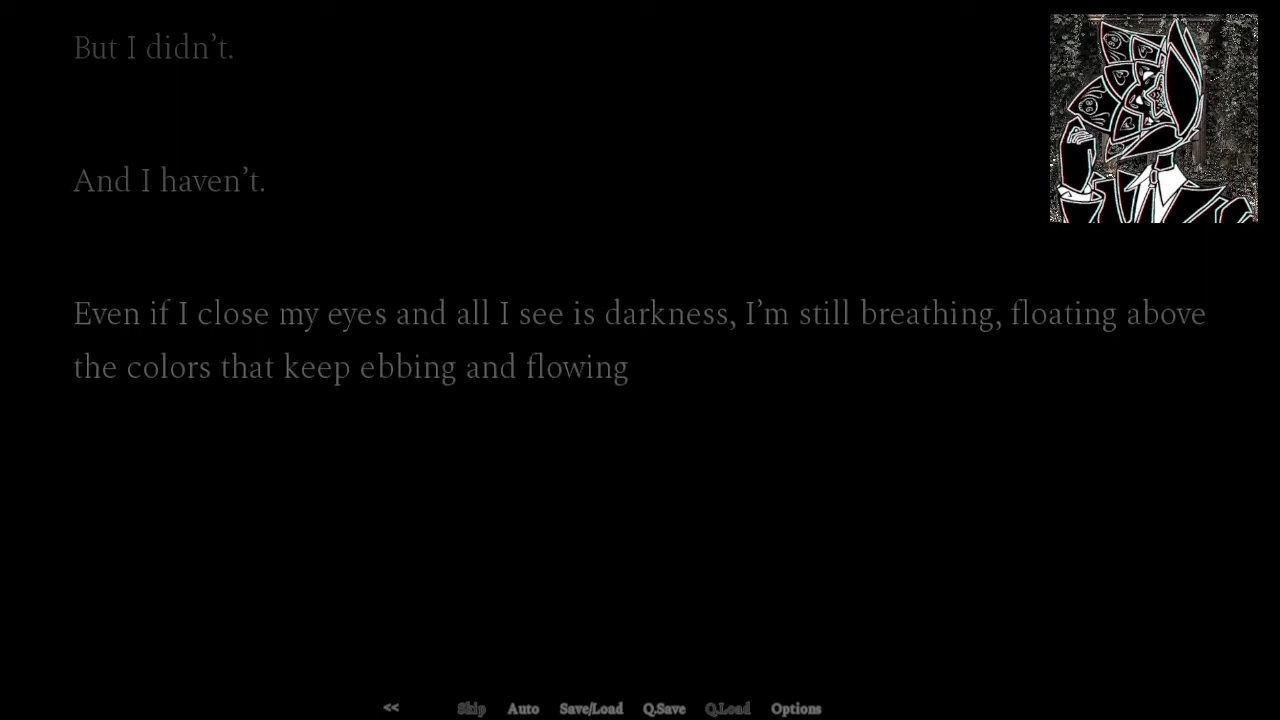 But I didn’t.
And I haven’t.
Even if I close my eyes and all I see is darkness, I’m still breathing, floating above
the colors that keep ebbing and flowing
<< Skip Auto Save/Load Q.Save Q.Load Options